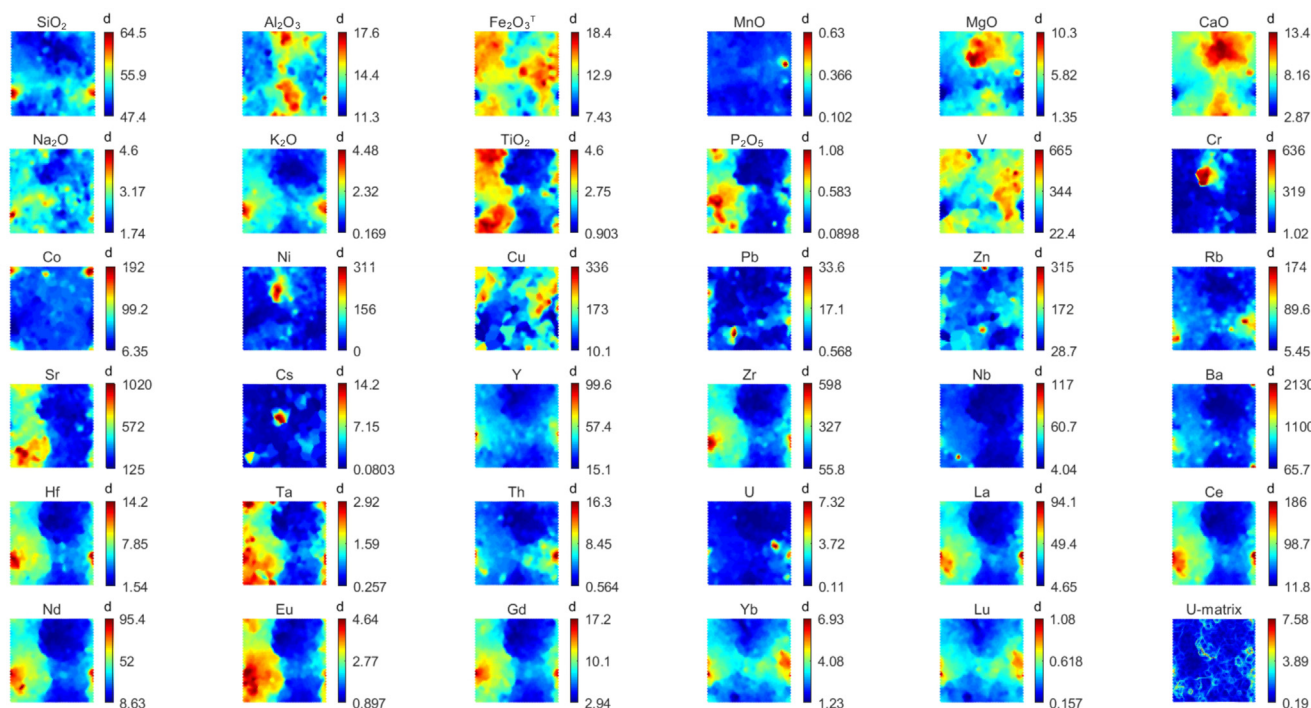 SiO₂ d 64.5 55.9 47.4
Al₂O₃ d 17.6 14.4 11.3
Fe₂O₃ᵀ d 18.4 12.9 7.43
MnO d 0.63 0.366 0.102
MgO d 10.3 5.82 1.35
CaO d 13.4 8.16 2.87
Na₂O d 4.6 3.17 1.74
K₂O d 4.48 2.32 0.169
TiO₂ d 4.6 2.75 0.903
P₂O₅ d 1.08 0.583 0.0898
V d 665 344 22.4
Cr d 636 319 1.02
Co d 192 99.2 6.35
Ni d 311 156 0
Cu d 336 173 10.1
Pb d 33.6 17.1 0.568
Zn d 315 172 28.7
Rb d 174 89.6 5.45
Sr d 1020 572 125
Cs d 14.2 7.15 0.0803
Y d 99.6 57.4 15.1
Zr d 598 327 55.8
Nb d 117 60.7 4.04
Ba d 2130 1100 65.7
Hf d 14.2 7.85 1.54
Ta d 2.92 1.59 0.257
Th d 16.3 8.45 0.564
U d 7.32 3.72 0.11
La d 94.1 49.4 4.65
Ce d 186 98.7 11.8
Nd d 95.4 52 8.63
Eu d 4.64 2.77 0.897
Gd d 17.2 10.1 2.94
Yb d 6.93 4.08 1.23
Lu d 1.08 0.618 0.157
U-matrix d 7.58 3.89 0.19